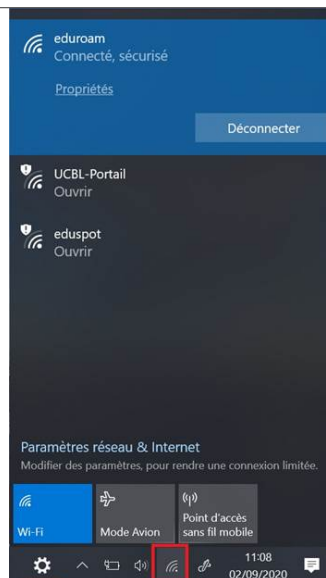 eduroam
Connecté, sécurisé
Propriétés
Déconnecter
UCBL-Portail
Ouvrir
eduspot
Ouvrir
Paramètres réseau & Internet
Modifier des paramètres, pour rendre une connexion limitée.
Wi-Fi
Mode Avion
Point d'accès
sans fil mobile
11:08
02/09/2020